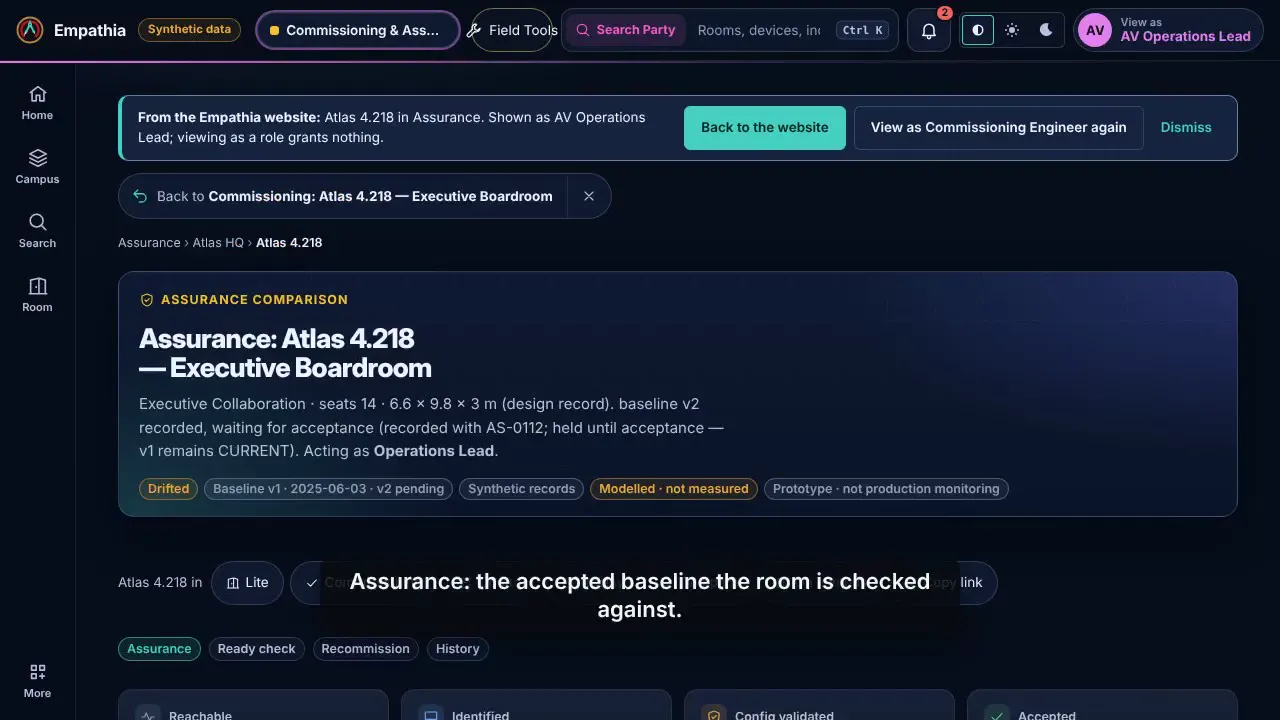 Empathia
Synthetic data
Commissioning & Ass...
Field Tools
Search Party
Rooms, devices, inc
Ctrl K
2
AV
View as
AV Operations Lead
Home
Campus
Search
Room
More
From the Empathia website: Atlas 4.218 in Assurance. Shown as AV Operations
Lead; viewing as a role grants nothing.
Back to the website
View as Commissioning Engineer again
Dismiss
Back to Commissioning: Atlas 4.218 — Executive Boardroom
Assurance › Atlas HQ › Atlas 4.218
ASSURANCE COMPARISON
Assurance: Atlas 4.218
— Executive Boardroom
Executive Collaboration · seats 14 · 6.6 × 9.8 × 3 m (design record). baseline v2
recorded, waiting for acceptance (recorded with AS-0112; held until acceptance —
v1 remains CURRENT). Acting as Operations Lead.
Drifted
Baseline v1 · 2025-06-03 · v2 pending
Synthetic records
Modelled · not measured
Prototype · not production monitoring
Atlas 4.218 in
Lite
link
Assurance: the accepted baseline the room is checked
against.
Assurance
Ready check
Recommission
History
Reachable
Identified
Config validated
Accepted